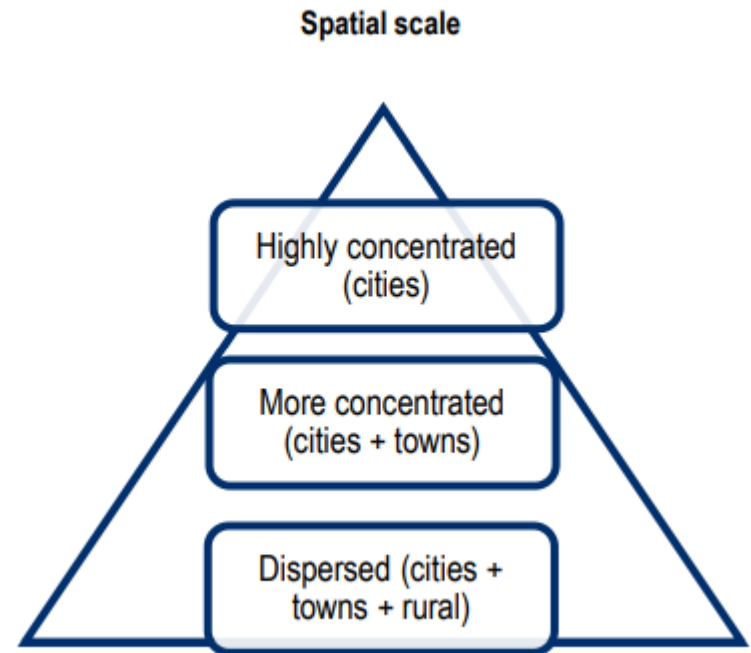 Spatial scale
Highly concentrated
(cities)
More concentrated
(cities + towns)
Dispersed (cities +
towns + rural)